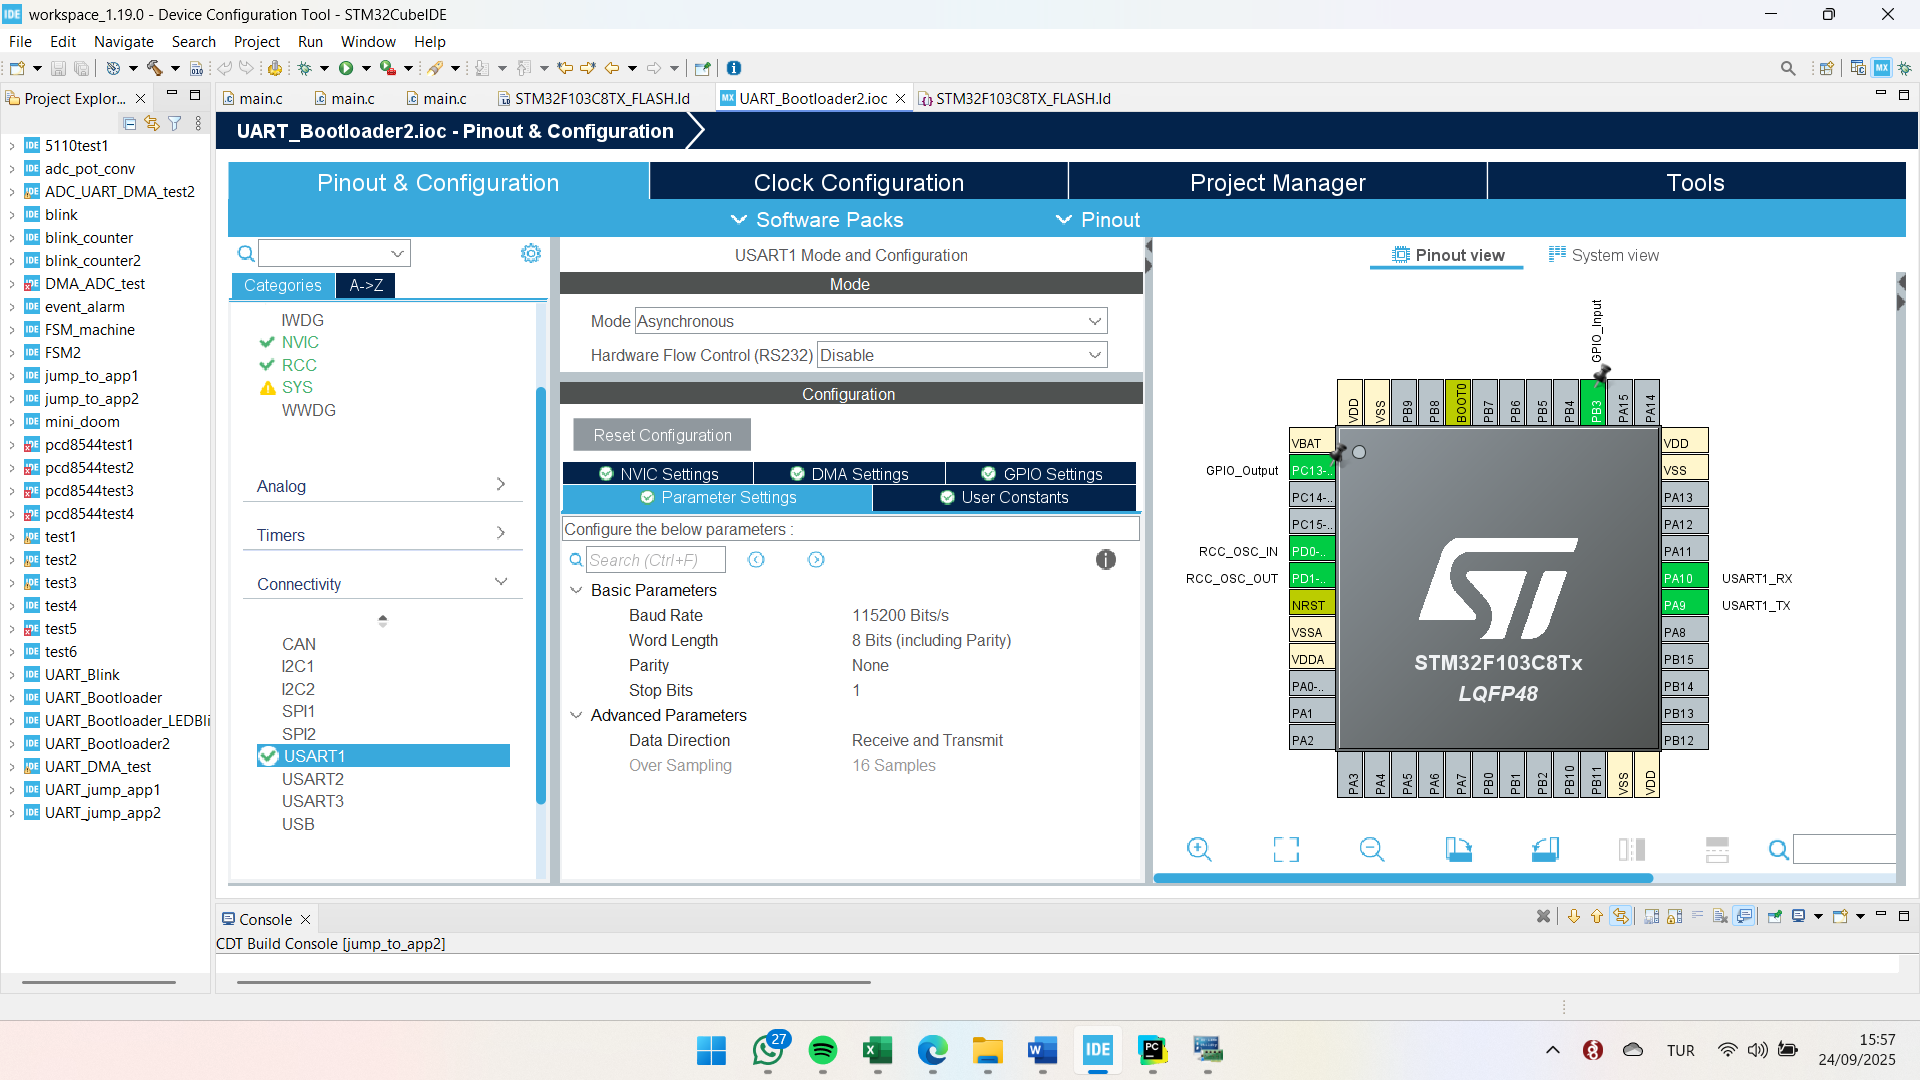 workspace_1.19.0 - Device Configuration Tool - STM32CubeIDE
File Edit Navigate Search Project Run Window Help
Project Explor...
main.c
main.c
main.c
STM32F103C8TX_FLASH.ld
UART_Bootloader2.ioc
STM32F103C8TX_FLASH.ld
5110test1
adc_pot_conv
ADC_UART_DMA_test2
blink
blink_counter
blink_counter2
DMA_ADC_test
event_alarm
FSM_machine
FSM2
jump_to_app1
jump_to_app2
mini_doom
pcd8544test1
pcd8544test2
pcd8544test3
pcd8544test4
test1
test2
test3
test4
test5
test6
UART_Blink
UART_Bootloader
UART_Bootloader_LEDBli
UART_Bootloader2
UART_DMA_test
UART_jump_app1
UART_jump_app2
UART_Bootloader2.ioc - Pinout & Configuration
Pinout & Configuration
Clock Configuration
Project Manager
Tools
Software Packs
Pinout
Categories
A->Z
IWDG
NVIC
RCC
SYS
WWDG
Analog
Timers
Connectivity
CAN
I2C1
I2C2
SPI1
SPI2
USART1
USART2
USART3
USB
USART1 Mode and Configuration
Mode
Mode Asynchronous
Hardware Flow Control (RS232) Disable
Configuration
Reset Configuration
NVIC Settings
DMA Settings
GPIO Settings
Parameter Settings
User Constants
Configure the below parameters :
Search (Ctrl+F)
Basic Parameters
Baud Rate 115200 Bits/s
Word Length 8 Bits (including Parity)
Parity None
Stop Bits 1
Advanced Parameters
Data Direction Receive and Transmit
Over Sampling 16 Samples
Pinout view
System view
GPIO_Input
VDD VSS PB9 PB8 BOOT0 PB7 PB6 PB5 PB4 PB3 PA15 PA14
VBAT
GPIO_Output PC13-..
PC14-..
PC15-..
RCC_OSC_IN PD0-..
RCC_OSC_OUT PD1-..
NRST
VSSA
VDDA
PA0-..
PA1
PA2
STM32F103C8Tx
LQFP48
VDD
VSS
PA13
PA12
PA11
PA10 USART1_RX
PA9 USART1_TX
PA8
PB15
PB14
PB13
PB12
PA3 PA4 PA5 PA6 PA7 PB0 PB1 PB2 PB10 PB11 VSS VDD
Console
CDT Build Console [jump_to_app2]
27
IDE
TUR
15:57
24/09/2025